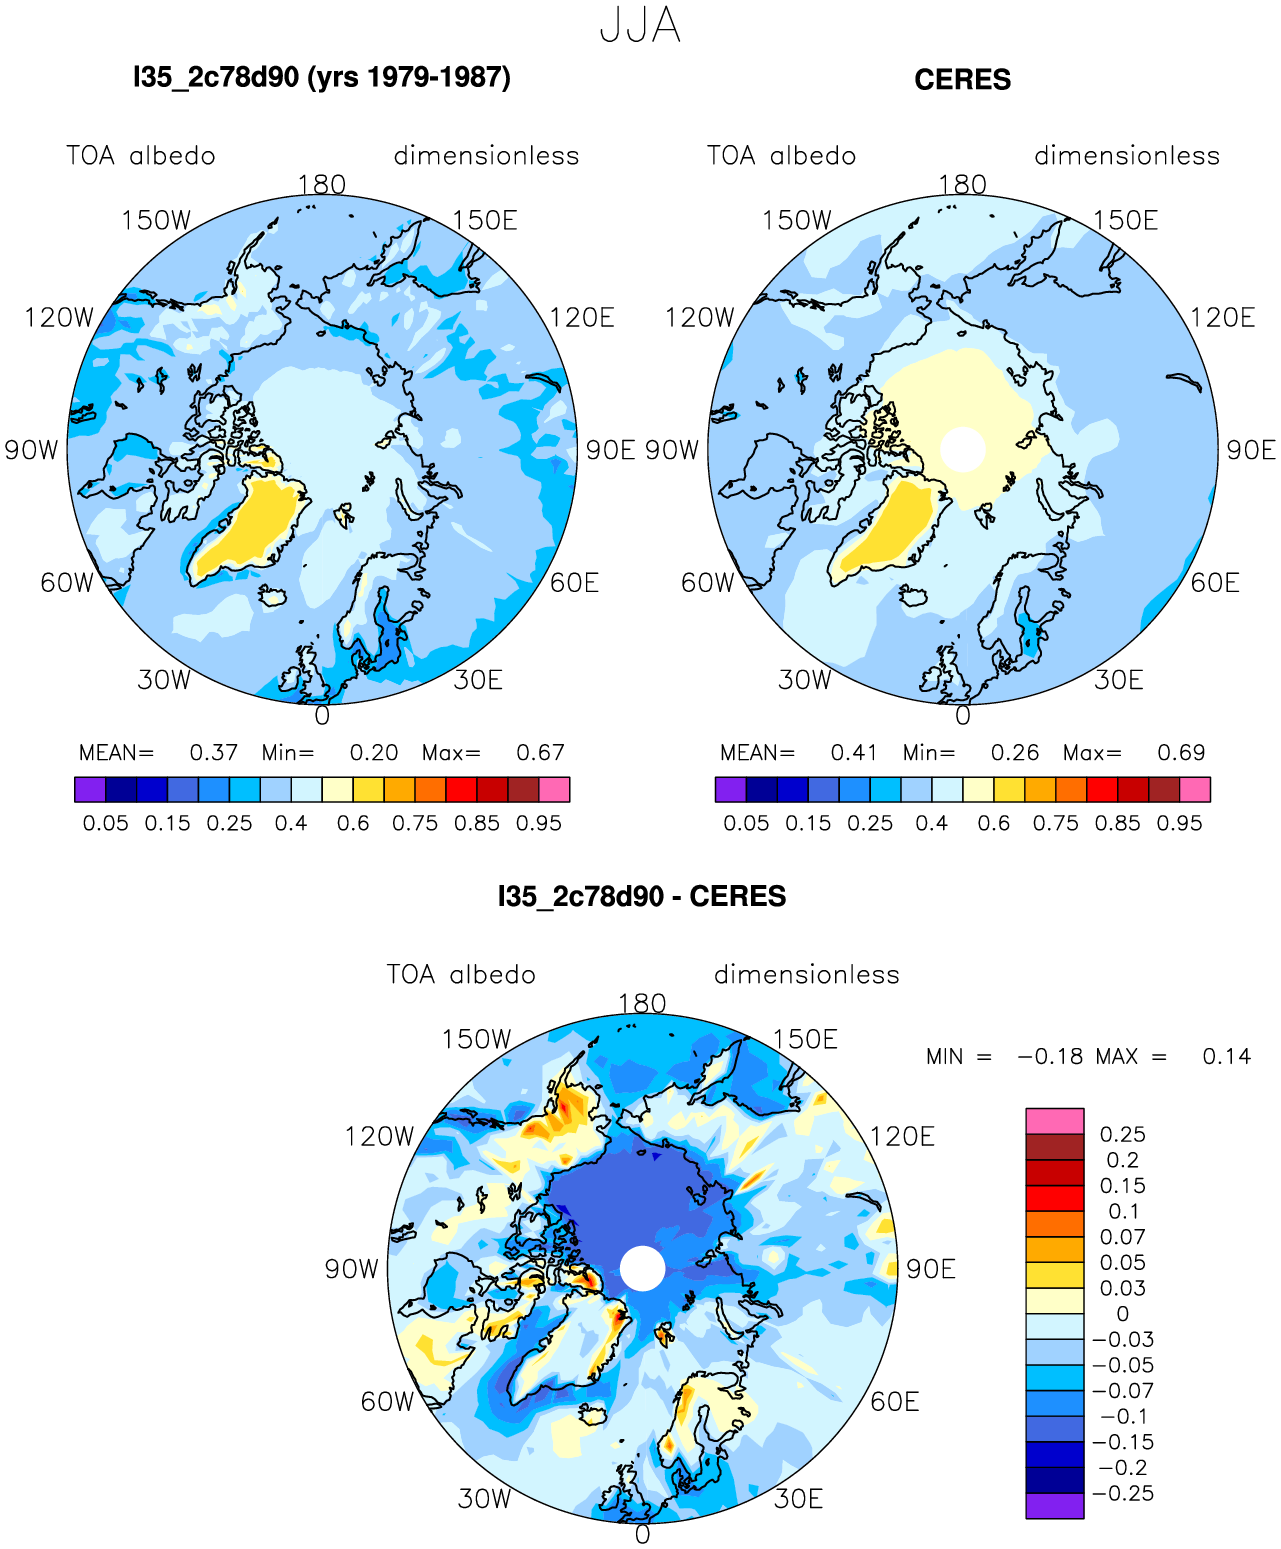 JJA
I35_2c78d90 (yrs 1979-1987)
TOA albedo dimensionless
180
150W 150E
120W 120E
90W 90E
60W 60E
30W 30E
0
MEAN= 0.37 Min= 0.20 Max= 0.67
0.05 0.15 0.25 0.4 0.6 0.75 0.85 0.95
CERES
TOA albedo dimensionless
180
150W 150E
120W 120E
90W 90E
60W 60E
30W 30E
0
MEAN= 0.41 Min= 0.26 Max= 0.69
0.05 0.15 0.25 0.4 0.6 0.75 0.85 0.95
I35_2c78d90 - CERES
TOA albedo dimensionless
180
150W 150E
120W 120E
90W 90E
60W 60E
30W 30E
0
MIN = -0.18 MAX = 0.14
0.25
0.2
0.15
0.1
0.07
0.05
0.03
0
-0.03
-0.05
-0.07
-0.1
-0.15
-0.2
-0.25